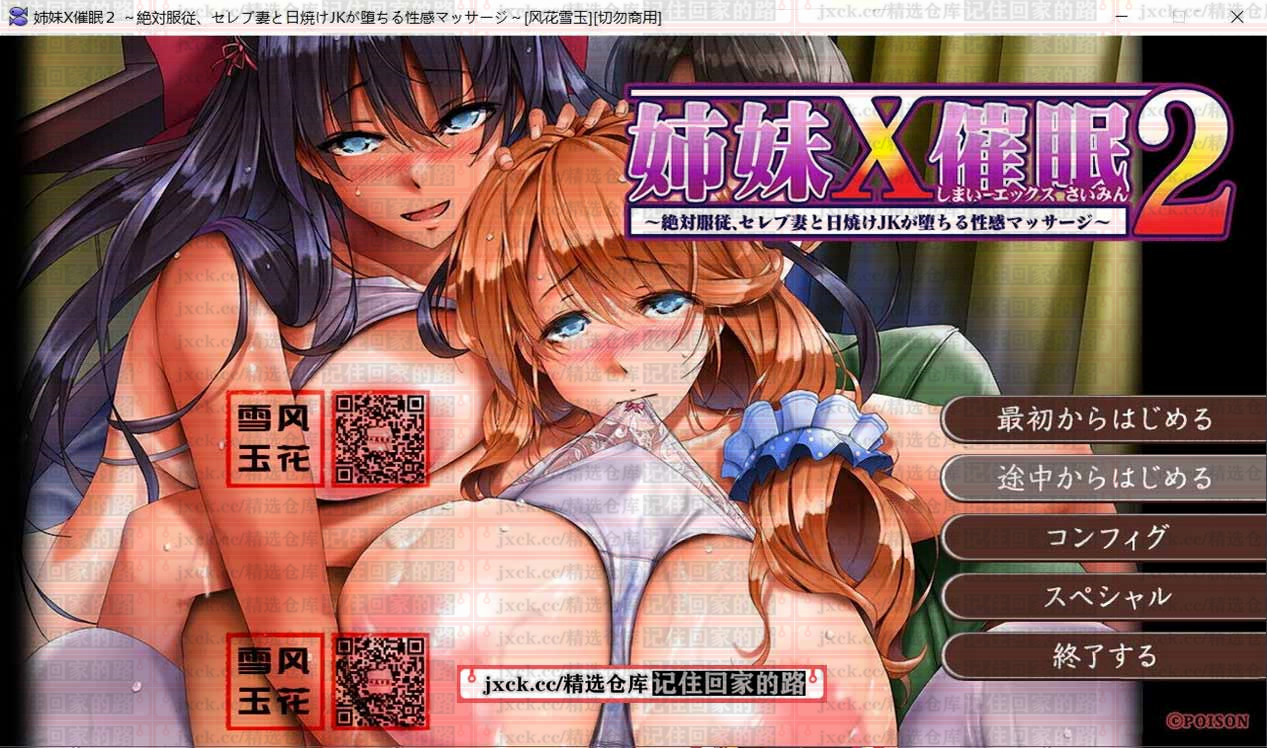 姉妹X催眠２ ～絶対服従、セレブ妻と日焼けJKが堕ちる性感マッサージ～[风花雪玉][切勿商用]
姉妹X催眠2
しまい-エックス-さいみん
～絶対服従、セレブ妻と日焼けJKが堕ちる性感マッサージ～
雪风
玉花
最初からはじめる
途中からはじめる
コンフィグ
スペシャル
終了する
雪风
玉花
jxck.cc/精选仓库记住回家的路
©POISON